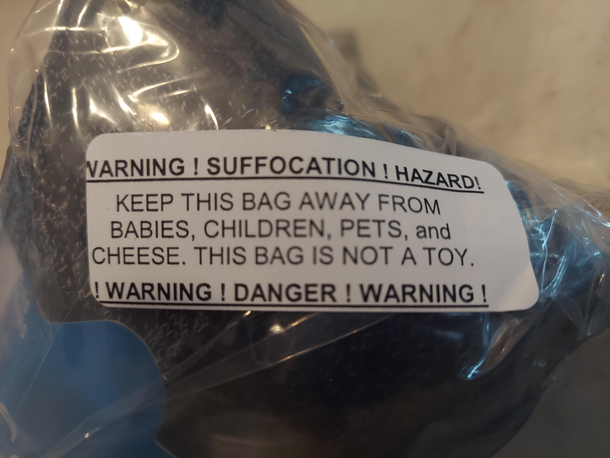 WARNING ! SUFFOCATION ! HAZARD!
KEEP THIS BAG AWAY FROM
BABIES, CHILDREN, PETS, and
CHEESE. THIS BAG IS NOT A TOY.
! WARNING ! DANGER ! WARNING !